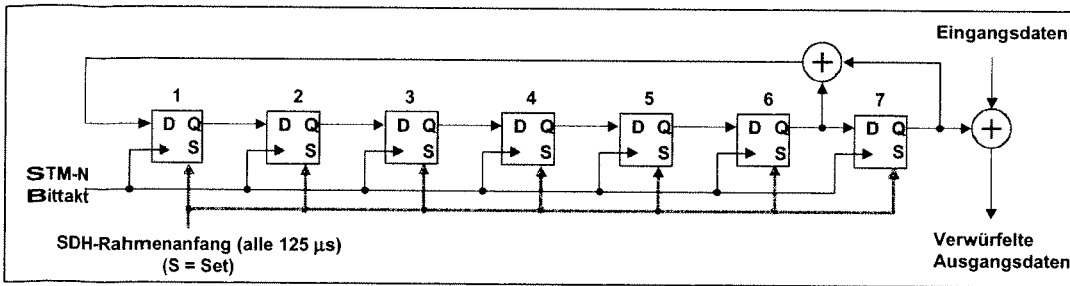 Eingangsdaten
1 2 3 4 5 6 7
D Q D Q D Q D Q D Q D Q D Q
S S S S S S S
STM-N
Bittakt
SDH-Rahmenanfang (alle 125 µs)
(S = Set)
Verwürfelte
Ausgangsdaten